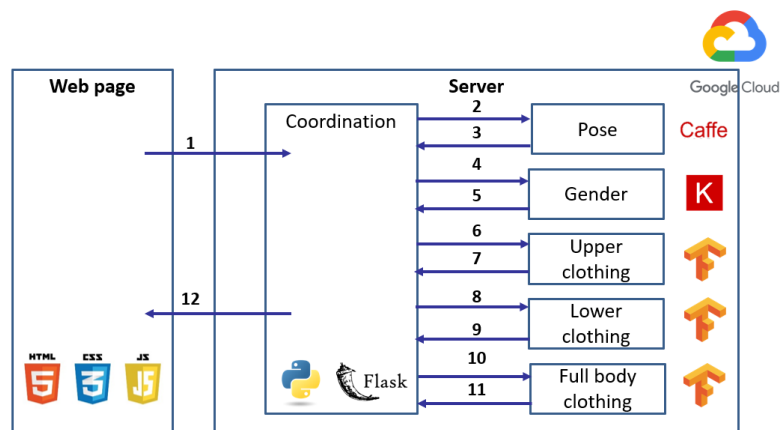 Web page
Server
Google Cloud
Coordination
1
2
3
Pose
Caffe
4
5
Gender
K
6
7
Upper
clothing
8
9
Lower
clothing
10
11
Full body
clothing
12
HTML
5
CSS
3
JS
JS
Flask